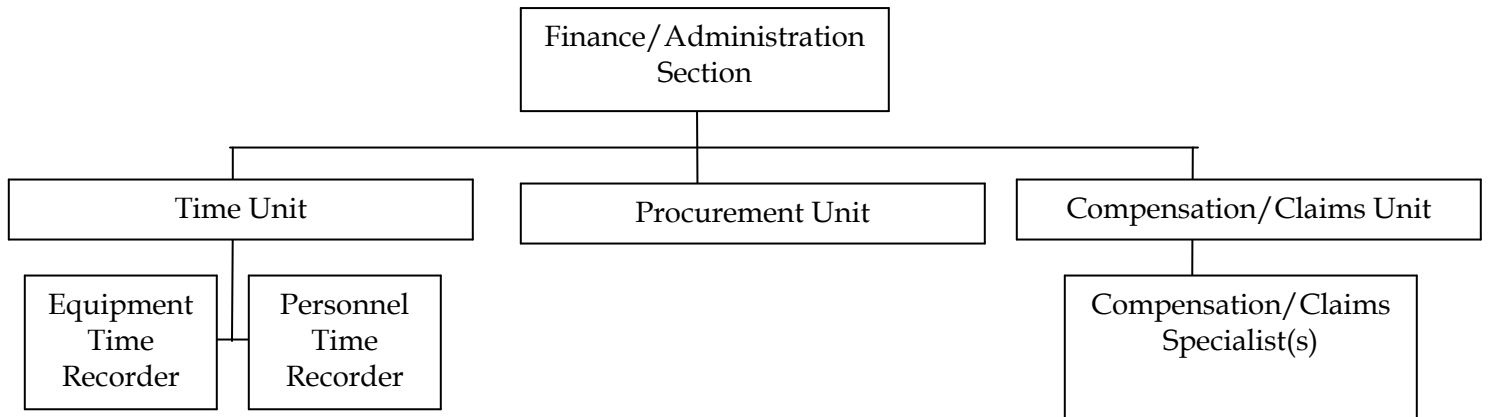 Finance/Administration
Section
Time Unit
Procurement Unit
Compensation/Claims Unit
Equipment
Time
Recorder
Personnel
Time
Recorder
Compensation/Claims
Specialist(s)